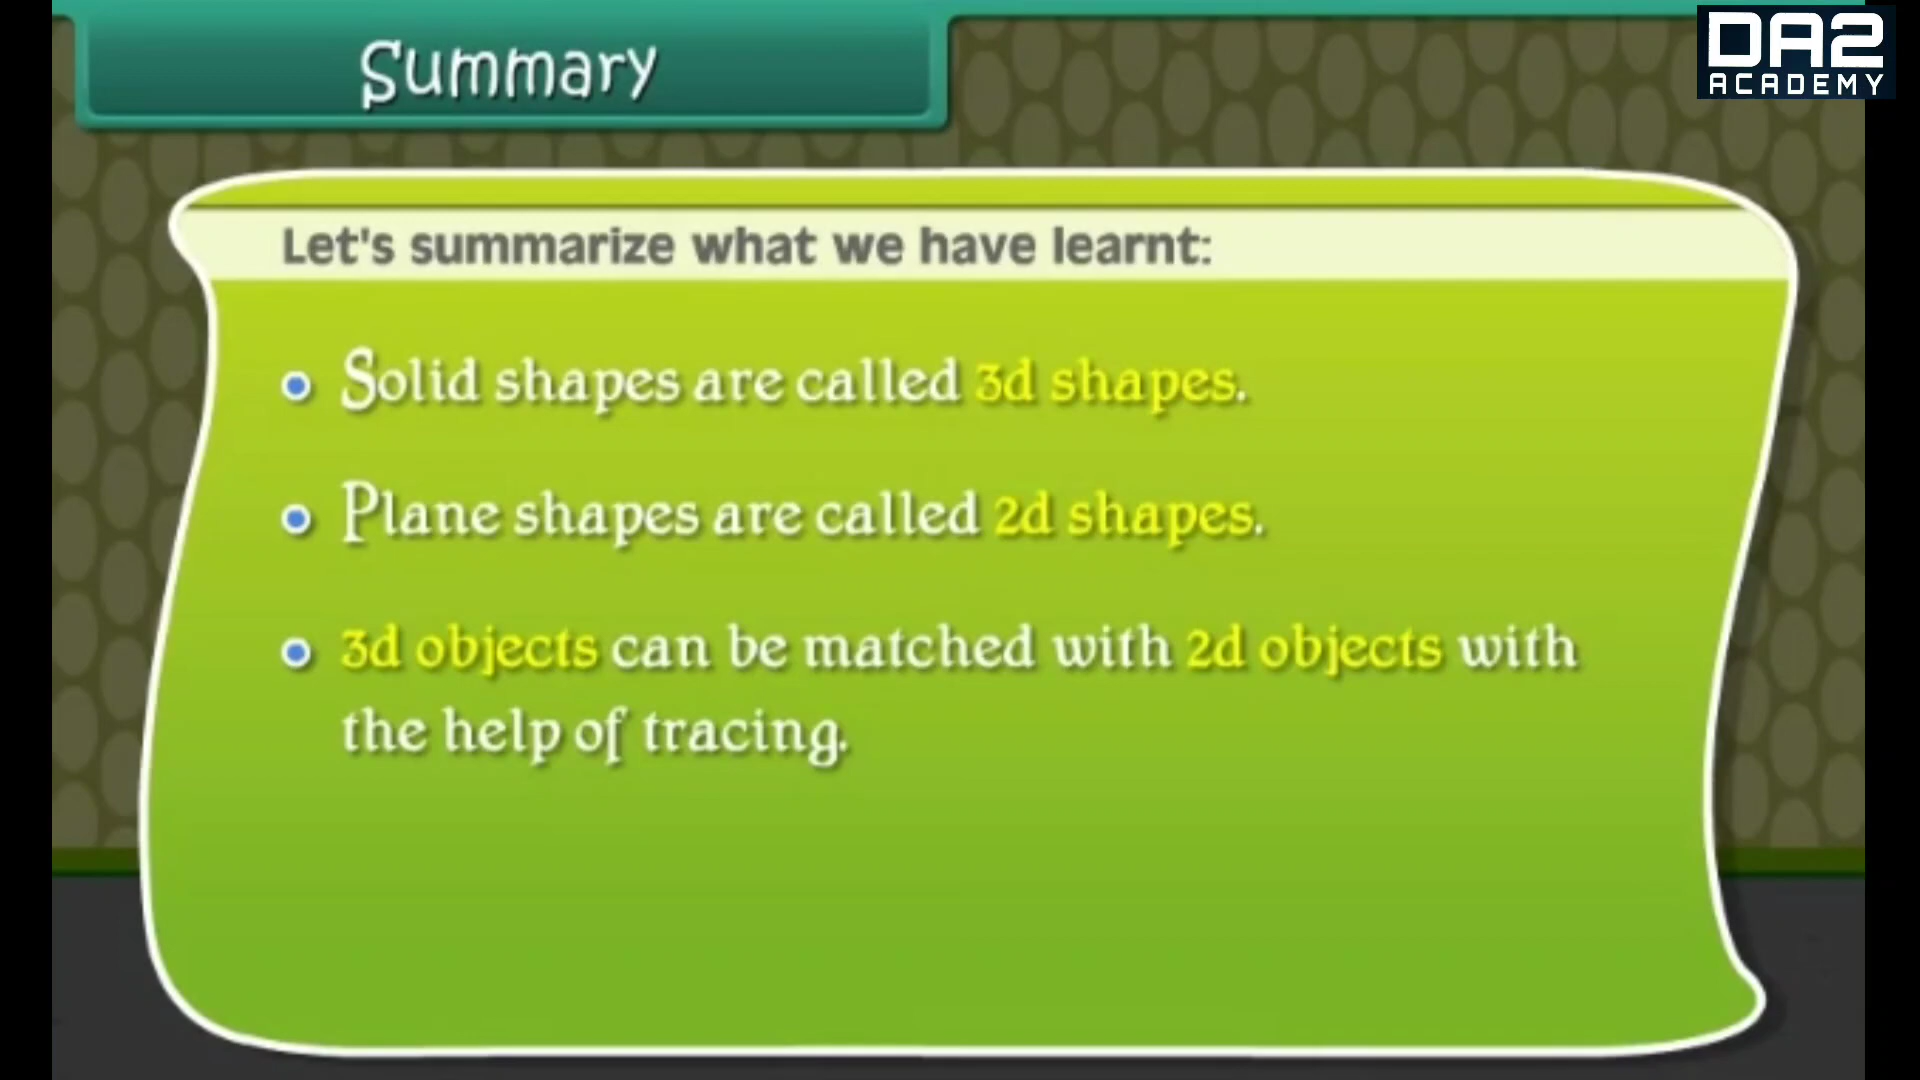 Summary
DA2
ACADEMY
Let's summarize what we have learnt:
Solid shapes are called 3d shapes.
Plane shapes are called 2d shapes.
3d objects can be matched with 2d objects with
the help of tracing.